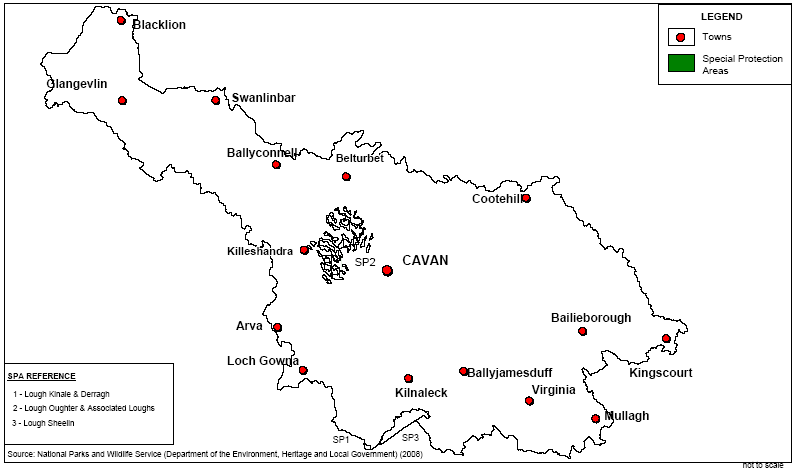 Blacklion
LEGEND
Towns
Special Protection
Areas
Glangevlin
Swanlinbar
Ballyconnell
Belturbet
Cootehill
Killeshandra
SP2
CAVAN
Arva
Bailieborough
Loch Gowna
Ballyjamesduff
Kingscourt
Kilnaleck
Virginia
Mullagh
SPA REFERENCE
1 - Lough Kinale & Derragh
2 - Lough Oughter & Associated Loughs
3 - Lough Sheelin
SP1
SP3
Source: National Parks and Wildlife Service (Department of the Environment, Heritage and Local Government) (2008)
not to scale